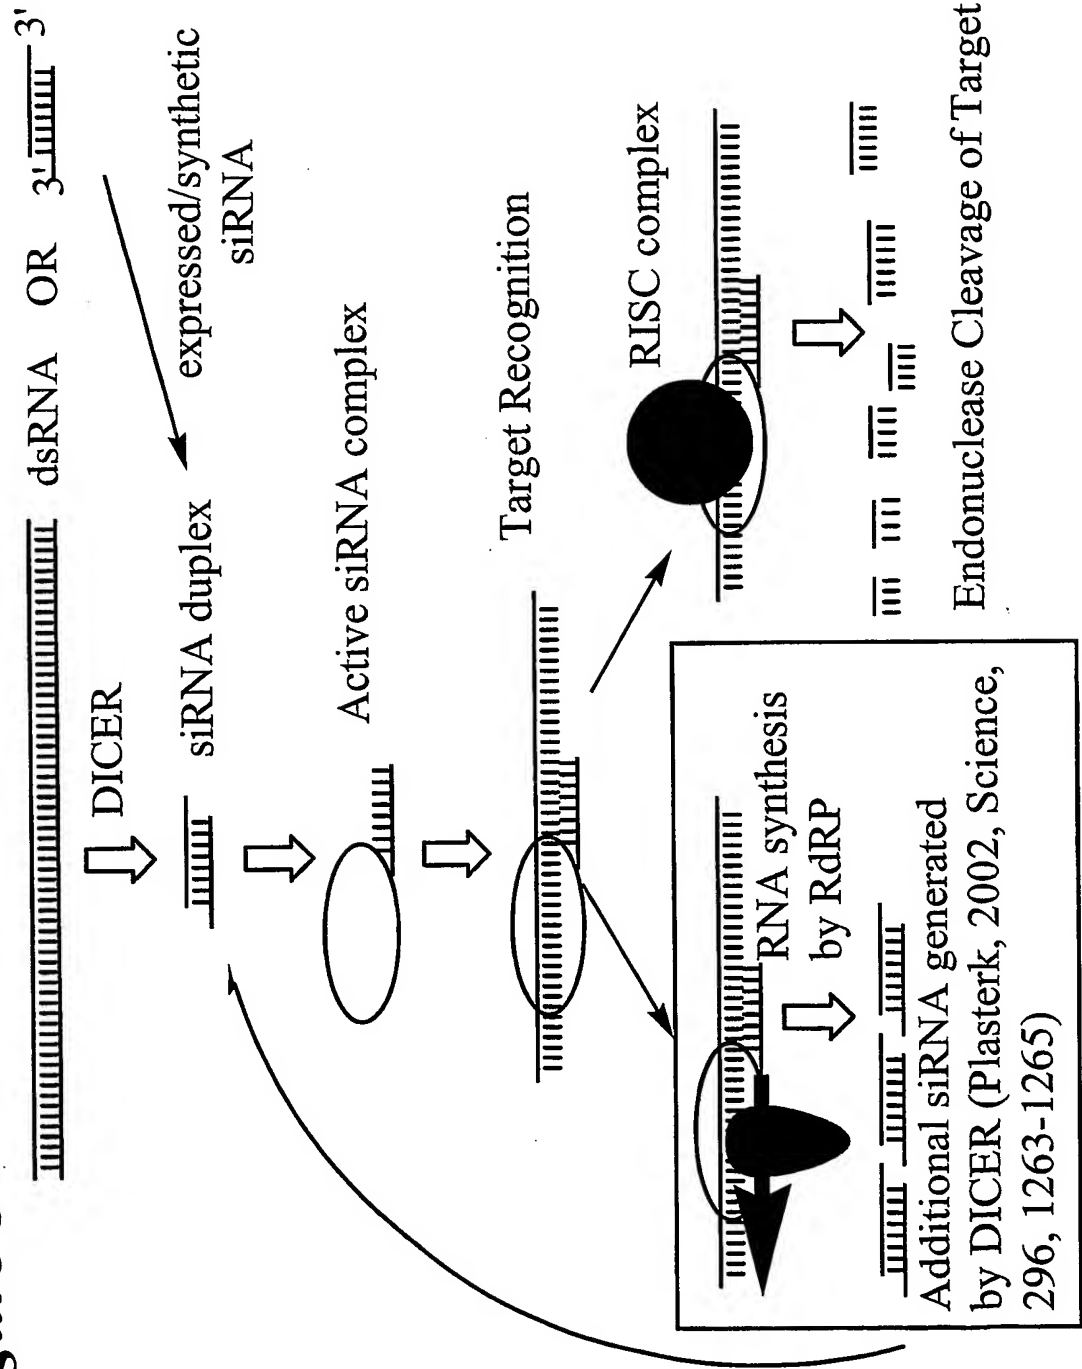 dsRNA OR 3' 3'
DICER
expressed/synthetic
siRNA
siRNA duplex
Active siRNA complex
Target Recognition
RISC complex
RNA synthesis
by RdRP
Additional siRNA generated
by DICER (Plasterk, 2002, Science,
296, 1263-1265)
Endonuclease Cleavage of Target